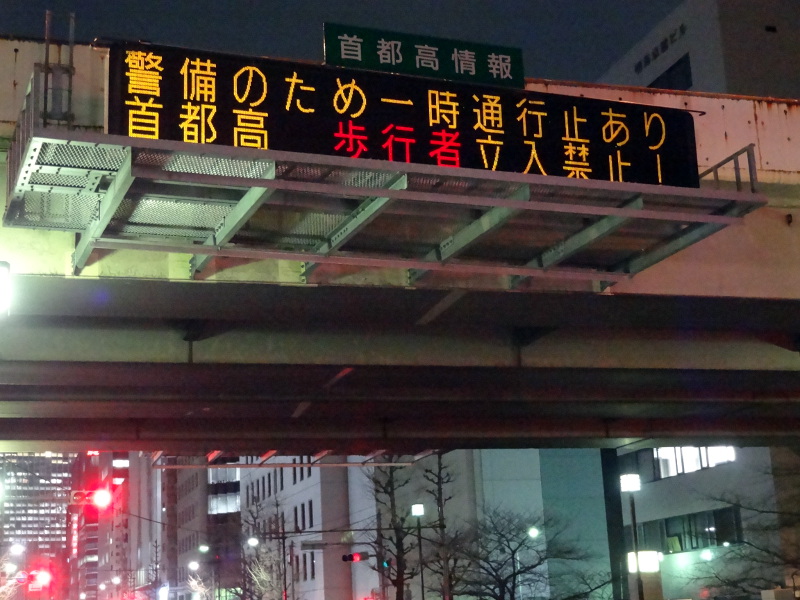 首都高情報
警備のため一時通行止あり
首都高 歩行者立入禁止